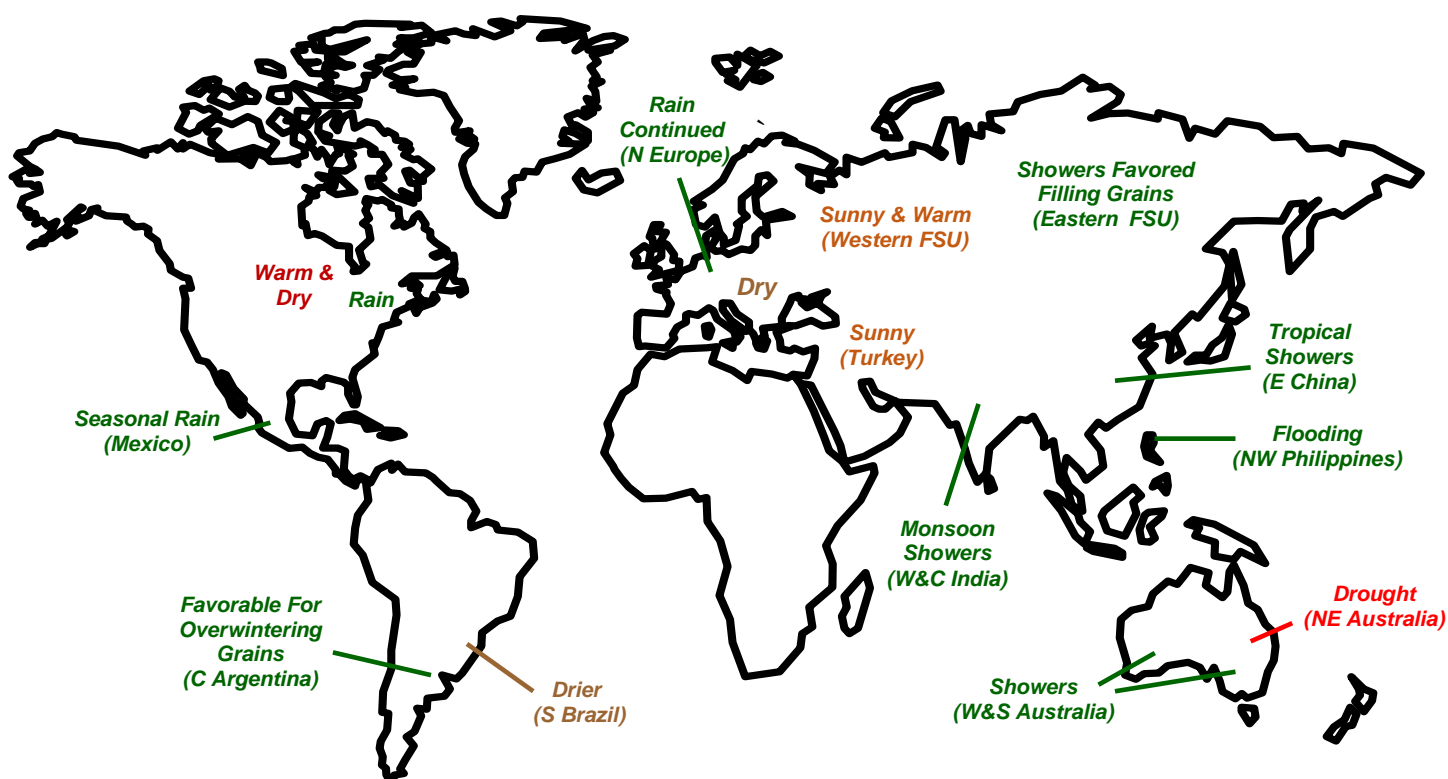 Rain
Continued
(N Europe)
Showers Favored
Filling Grains
(Eastern FSU)
Sunny & Warm
(Western FSU)
Warm &
Dry
Rain
Dry
Sunny
(Turkey)
Tropical
Showers
(E China)
Seasonal Rain
(Mexico)
Flooding
(NW Philippines)
Monsoon
Showers
(W&C India)
Favorable For
Overwintering
Grains
(C Argentina)
Drought
(NE Australia)
Drier
(S Brazil)
Showers
(W&S Australia)